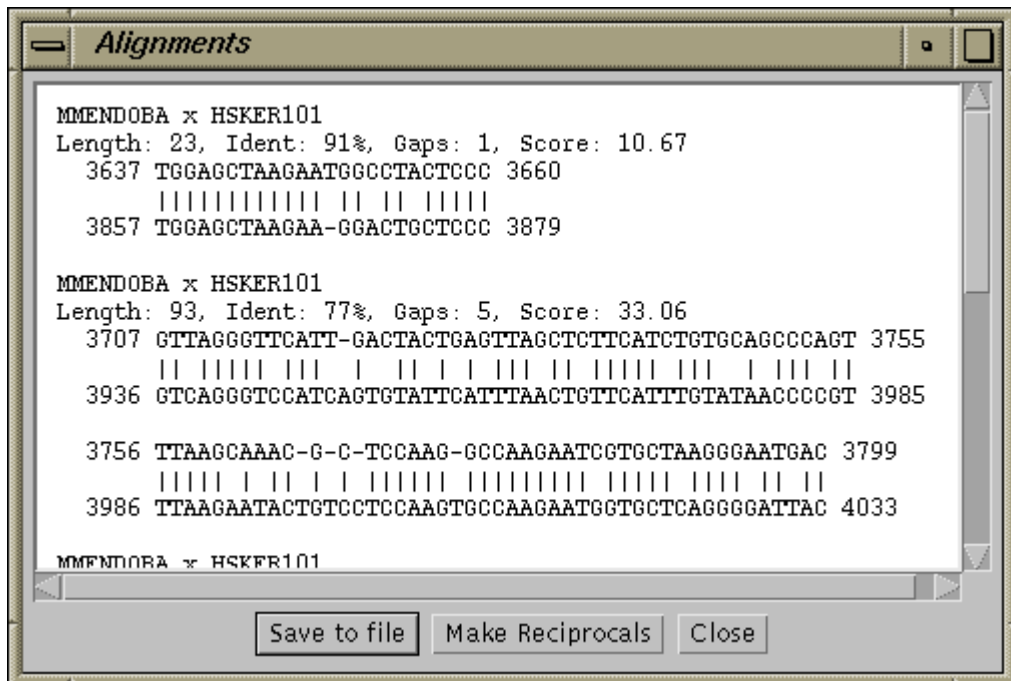 Alignments
MMENDOBA x HSKER101
Length: 23, Ident: 91%, Gaps: 1, Score: 10.67
3637 TGGAGCTAAGAATGGCCTACTCCC 3660
|||||||||||| || || |||||
3857 TGGAGCTAAGAA-GGACTGCTCCC 3879
MMENDOBA x HSKER101
Length: 93, Ident: 77%, Gaps: 5, Score: 33.06
3707 GTTAGGGTTCATT-GACTACTGAGTTAGCTCTTCATCTGTGCAGCCCAGT 3755
|| ||||| |||  |  || | | ||| || ||||| |||  | ||| ||
3936 GTCAGGGTCCATCAGTGTATTCATTTAACTGTTCATTTGTATAACCCCGT 3985
3756 TTAAGCAAAC-G-C-TCCAAG-GCCAAGAATCGTGCTAAGGGAATGAC 3799
||||| | || | | |||||| ||||||||| ||||| |||| || ||
3986 TTAAGAATACTGTCCTCCAAGTGCCAAGAATGGTGCTCAGGGGATTAC 4033
MMENDOBA x HSKER101
Save to file
Make Reciprocals
Close